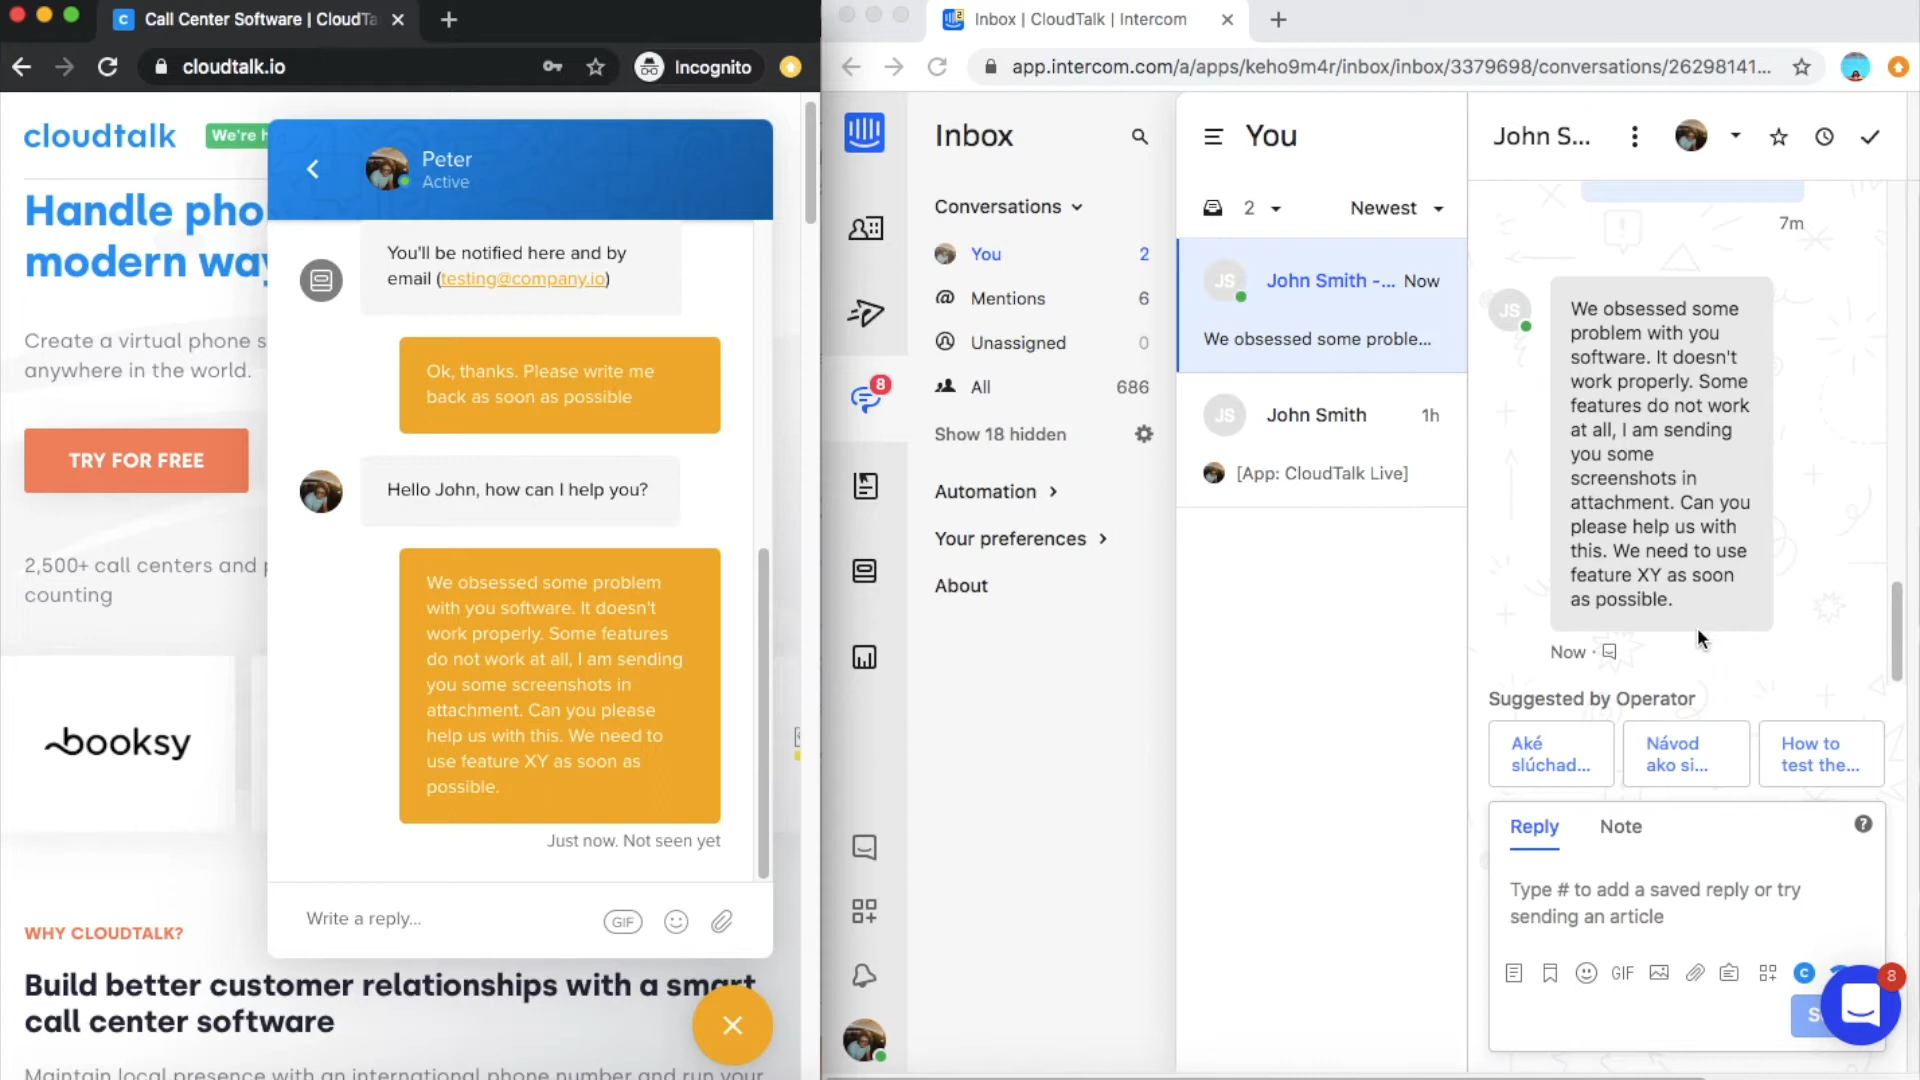 Call Center Software | CloudTa
cloudtalk.io
Incognito
cloudtalk
We're h
Handle pho
modern way
Create a virtual phone s
anywhere in the world.
TRY FOR FREE
2,500+ call centers and p
counting
booksy
WHY CLOUDTALK?
Build better customer relationships with a smart
call center software
Maintain local presence with an international phone number and run your
Peter
Active
You'll be notified here and by
email (testing@company.io)
Ok, thanks. Please write me
back as soon as possible
Hello John, how can I help you?
We obsessed some problem
with you software. It doesn't
work properly. Some features
do not work at all, I am sending
you some screenshots in
attachment. Can you please
help us with this. We need to
use feature XY as soon as
possible.
Just now. Not seen yet
Write a reply...
GIF
Inbox | CloudTalk | Intercom
app.intercom.com/a/apps/keho9m4r/inbox/inbox/3379698/conversations/26298141...
8
Inbox
Conversations
You 2
Mentions 6
Unassigned 0
All 686
Show 18 hidden
Automation
Your preferences
About
You
2 Newest
JS John Smith -... Now
We obsessed some proble...
JS John Smith 1h
[App: CloudTalk Live]
John S...
7m
JS
We obsessed some
problem with you
software. It doesn't
work properly. Some
features do not work
at all, I am sending
you some
screenshots in
attachment. Can you
please help us with
this. We need to use
feature XY as soon
as possible.
Now ·
Suggested by Operator
Aké
slúchad...
Návod
ako si...
How to
test the...
Reply Note
Type # to add a saved reply or try
sending an article
GIF
C
8